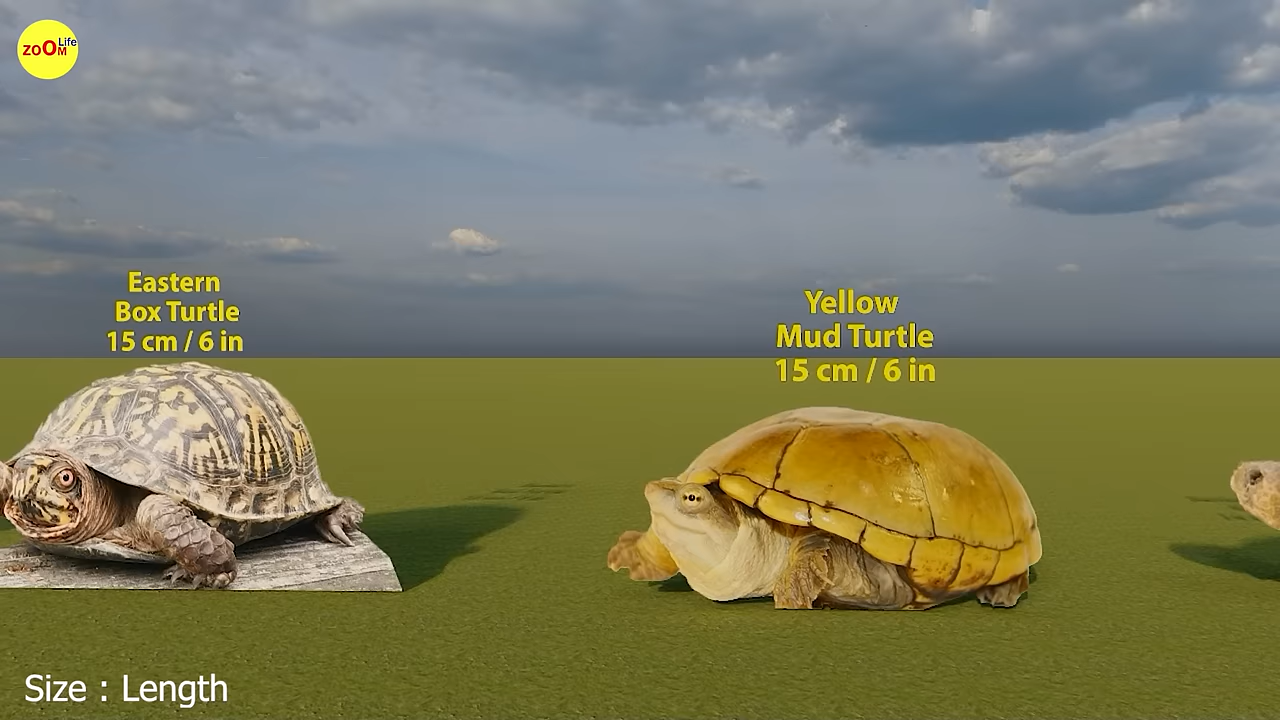 zoOM Life
Eastern
Box Turtle
15 cm / 6 in
Yellow
Mud Turtle
15 cm / 6 in
Size : Length